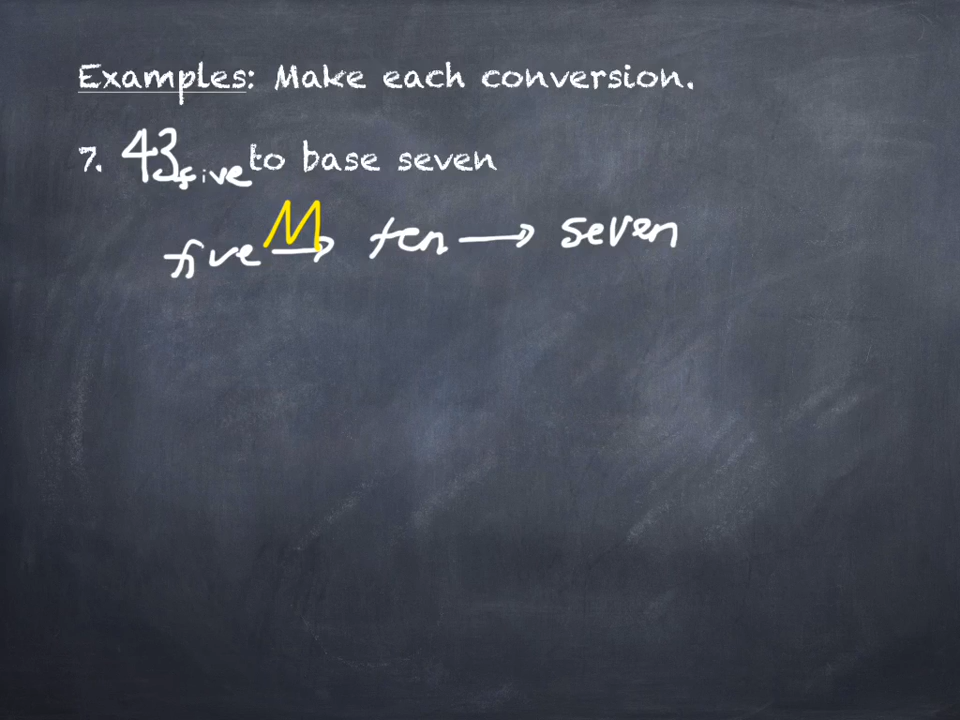 Examples: Make each conversion.
7. 43five to base seven
five M→ ten → seven